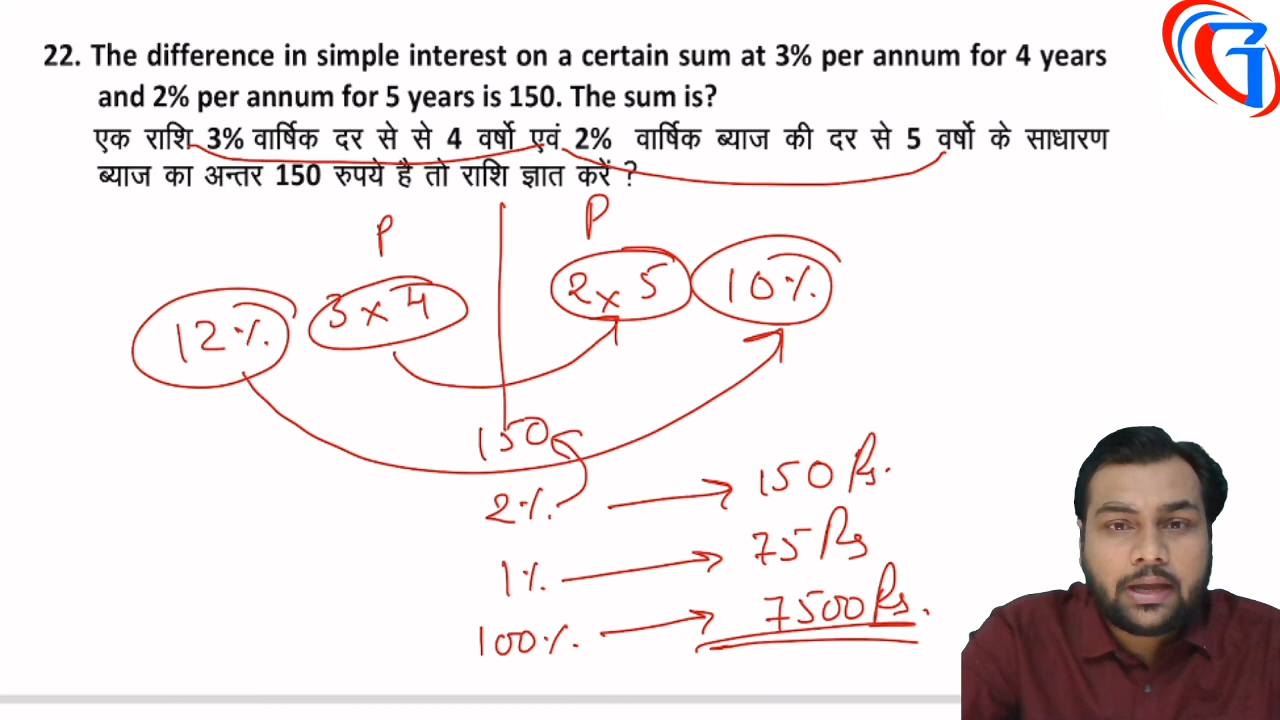 22. The difference in simple interest on a certain sum at 3% per annum for 4 years
and 2% per annum for 5 years is 150. The sum is?
एक राशि 3% वार्षिक दर से से 4 वर्षो एवं 2% वार्षिक ब्याज की दर से 5 वर्षो के साधारण
ब्याज का अन्तर 150 रुपये है तो राशि ज्ञात करें ?
P P
12% 3 x 4 2 x 5 10%
150
2% → 150 Rs.
1% → 75 Rs
100% → 7500 Rs.